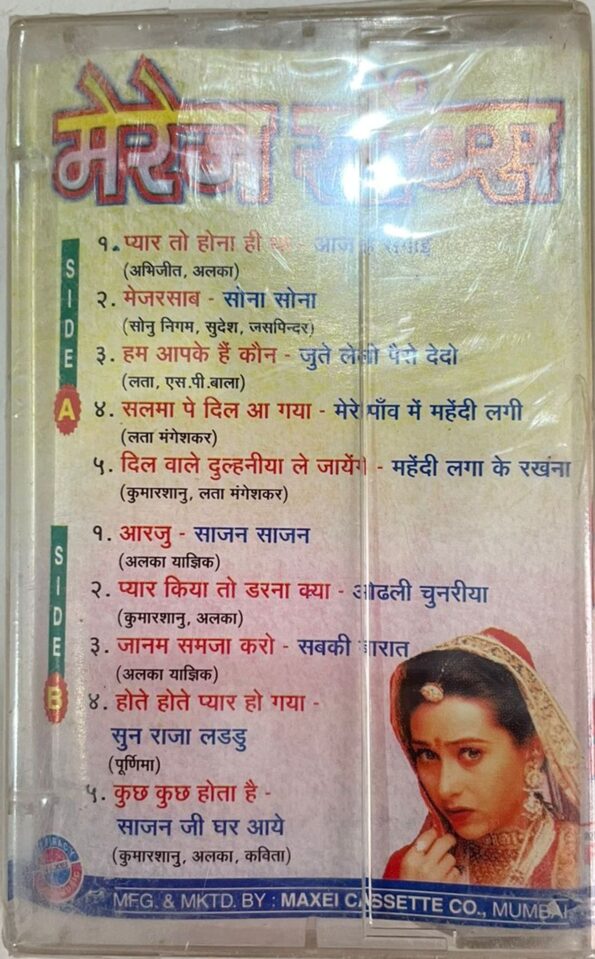 मेरेज सोंग्स
SIDE A
१. प्यार तो होना ही था - आज है सगाई
(अभिजीत, अलका)
२. मेजरसाब - सोना सोना
(सोनु निगम, सुदेश, जसपिन्दर)
३. हम आपके हैं कौन - जुते लेलो पैसे देदो
(लता, एस.पी.बाला)
४. सलमा पे दिल आ गया - मेरे पाँव में महेंदी लगी
(लता मंगेशकर)
५. दिल वाले दुल्हनीया ले जायेंगे - महेंदी लगा के रखना
(कुमारशानु, लता मंगेशकर)
SIDE B
१. आरजु - साजन साजन
(अलका याज्ञिक)
२. प्यार किया तो डरना क्या - ओढली चुनरीया
(कुमारशानु, अलका)
३. जानम समजा करो - सबकी बारात
(अलका याज्ञिक)
४. होते होते प्यार हो गया -
सुन राजा लडडु
(पूर्णिमा)
५. कुछ कुछ होता है -
साजन जी घर आये
(कुमारशानु, अलका, कविता)
MFG. & MKTD. BY : MAXEI CASSETTE CO., MUMBAI